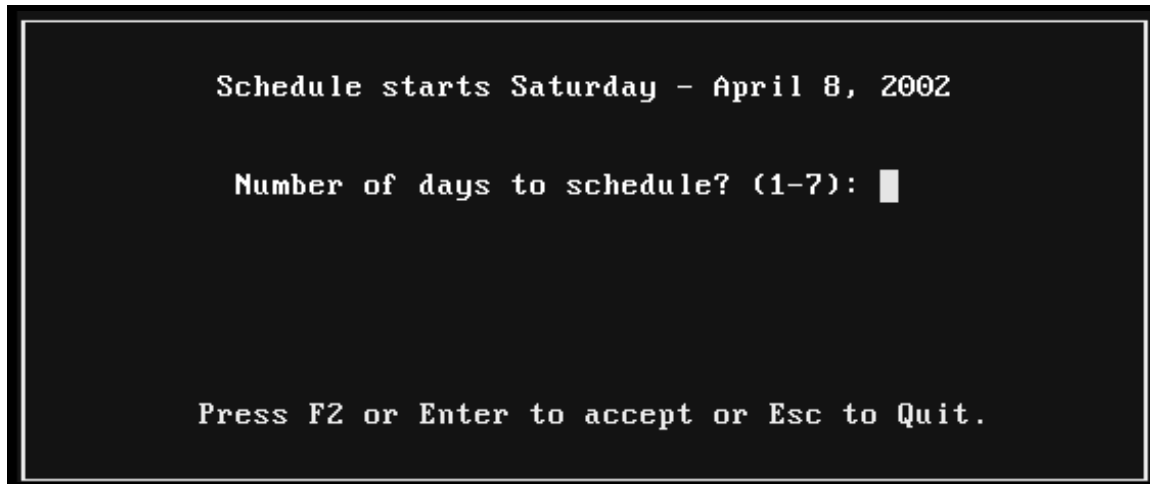 Schedule starts Saturday - April 8, 2002
Number of days to schedule? (1-7):
Press F2 or Enter to accept or Esc to Quit.